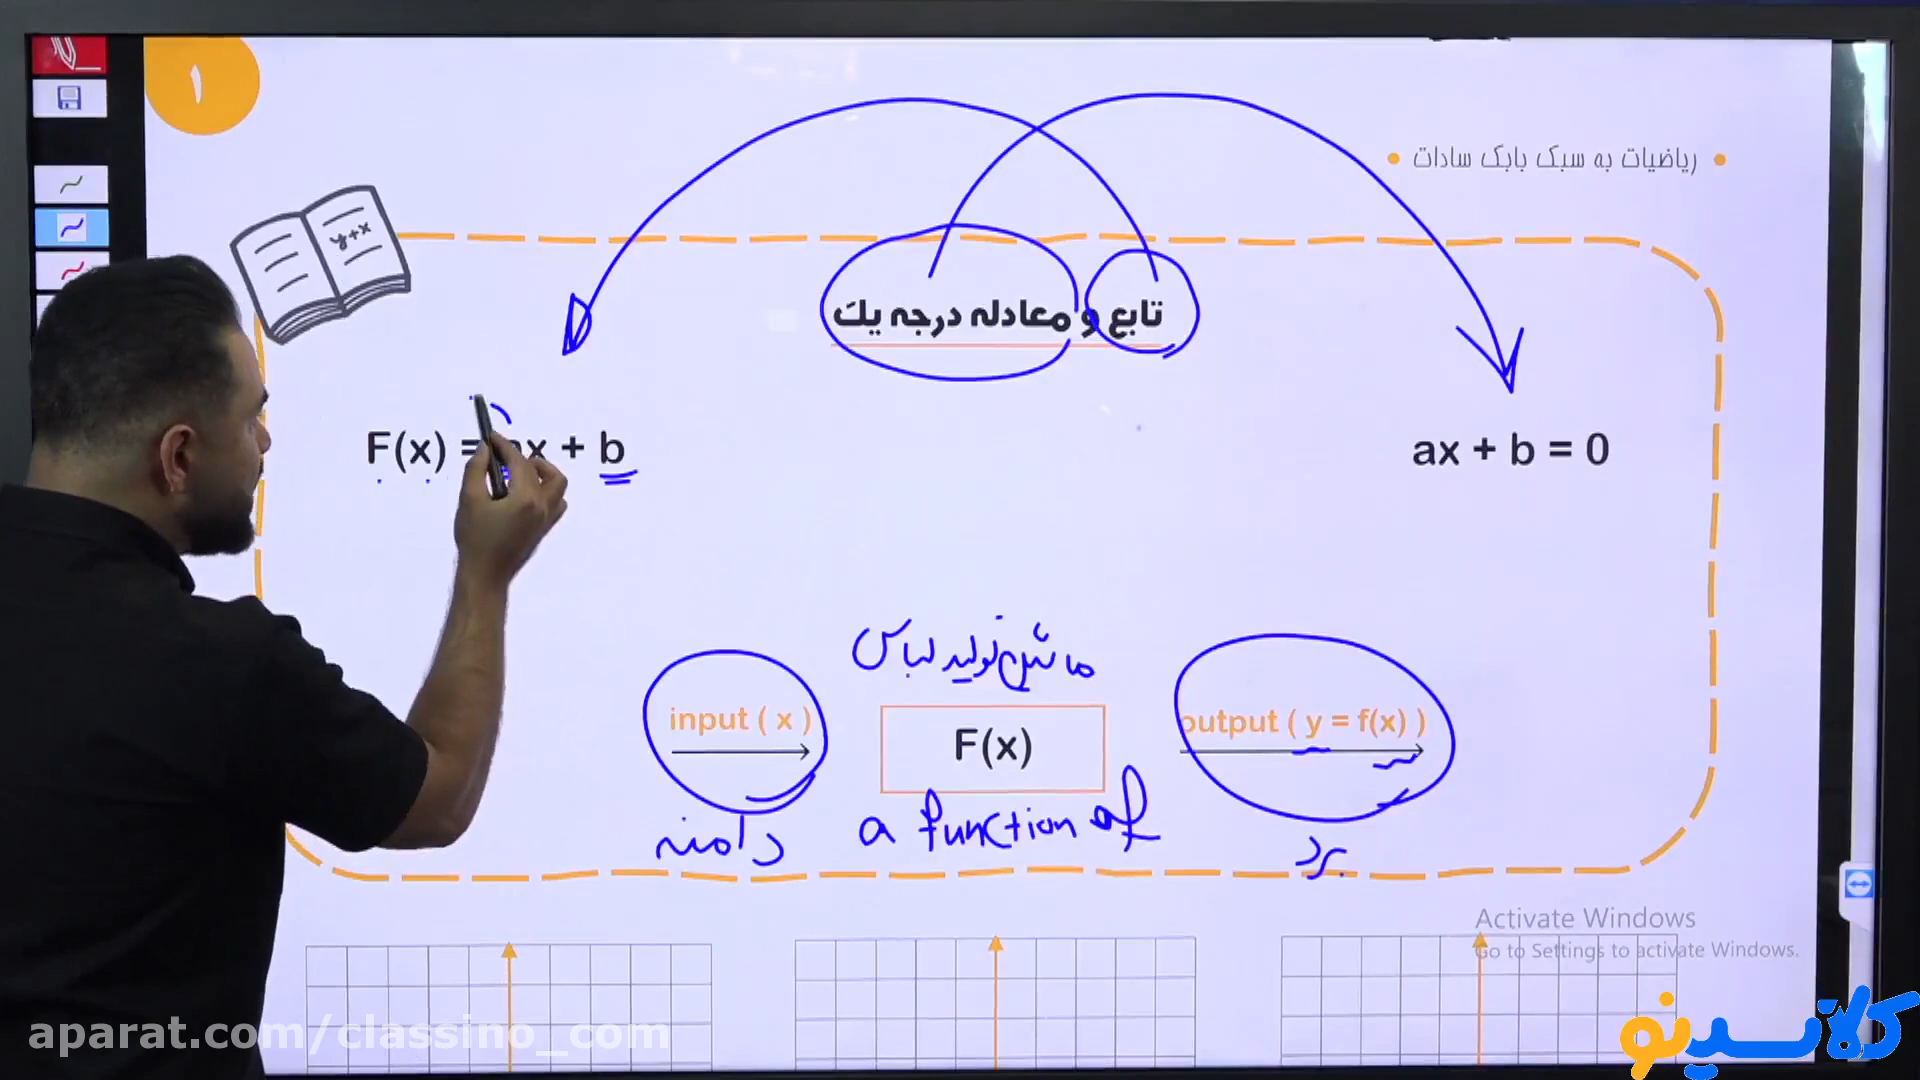 ۱
• ریاضیات به سبک بابک سادات •
y+x
تابع و معادله درجه یک
F(x) = ax + b
ax + b = 0
ماشین تولید لباس
input ( x )
F(x)
output ( y = f(x) )
دامنه
a function of
برد
Activate Windows
Go to Settings to activate Windows.
aparat.com/classino_com
کلاسینو